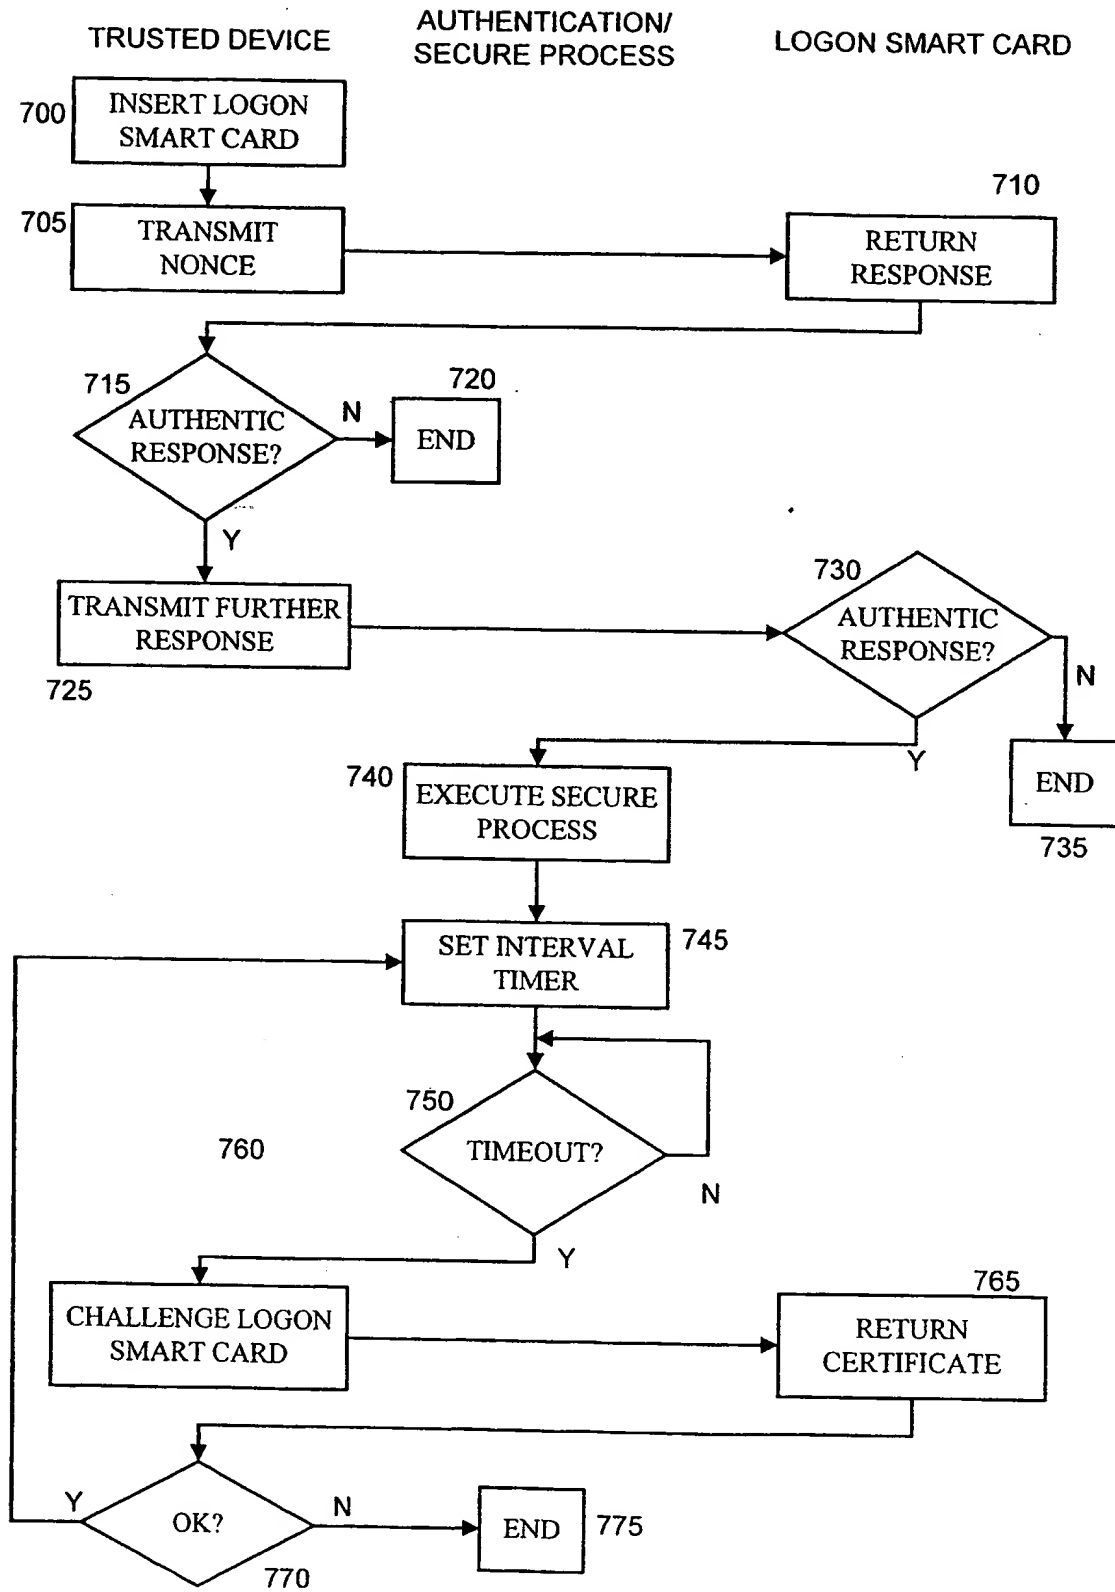 TRUSTED DEVICE
AUTHENTICATION/
SECURE PROCESS
LOGON SMART CARD
700
INSERT LOGON
SMART CARD
705
TRANSMIT
NONCE
710
RETURN
RESPONSE
715
AUTHENTIC
RESPONSE?
N
720
END
Y
TRANSMIT FURTHER
RESPONSE
725
730
AUTHENTIC
RESPONSE?
N
Y
END
735
740
EXECUTE SECURE
PROCESS
SET INTERVAL
TIMER
745
750
TIMEOUT?
N
760
Y
CHALLENGE LOGON
SMART CARD
765
RETURN
CERTIFICATE
Y
OK?
N
770
END
775